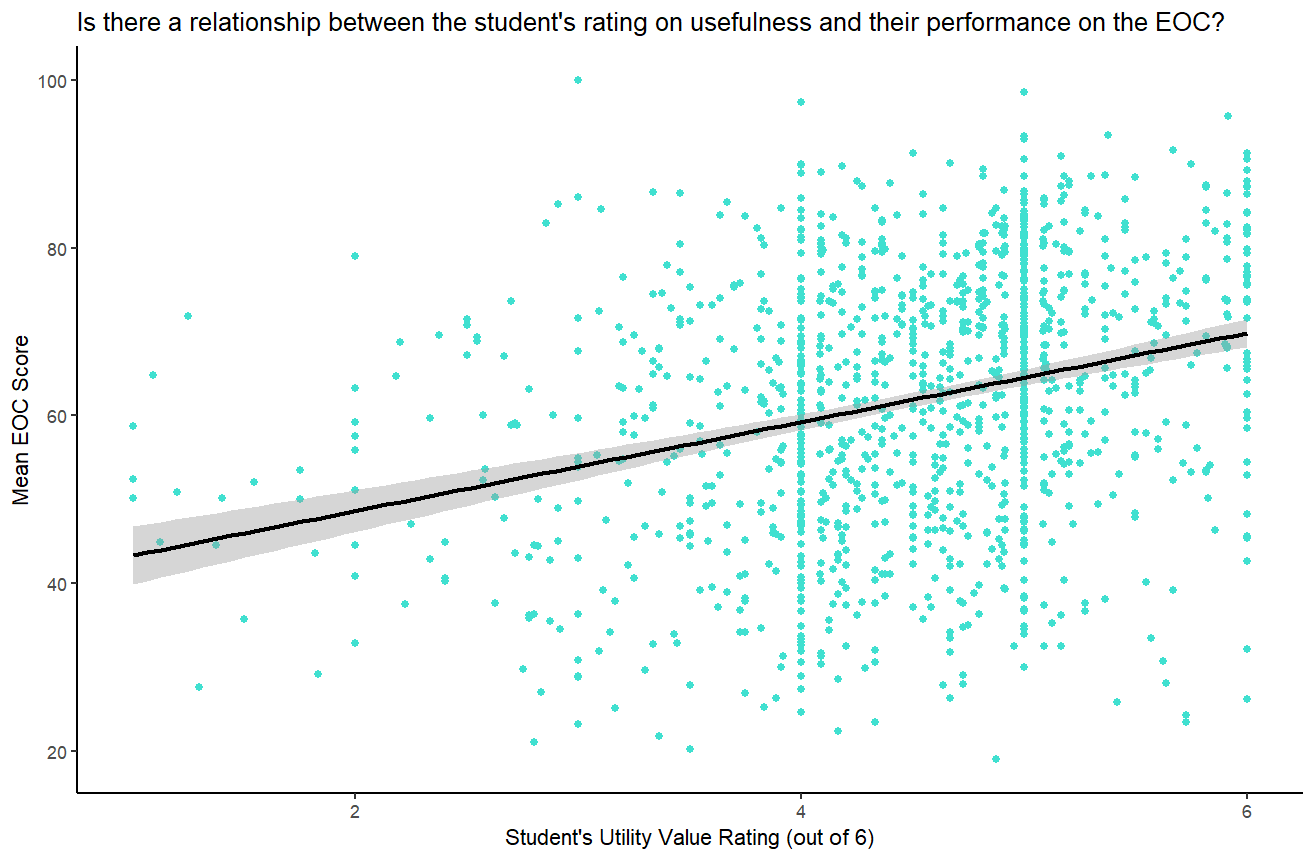 Is there a relationship between the student's rating on usefulness and their performance on the EOC?
100
80
60
40
20
Mean EOC Score
2
4
6
Student's Utility Value Rating (out of 6)